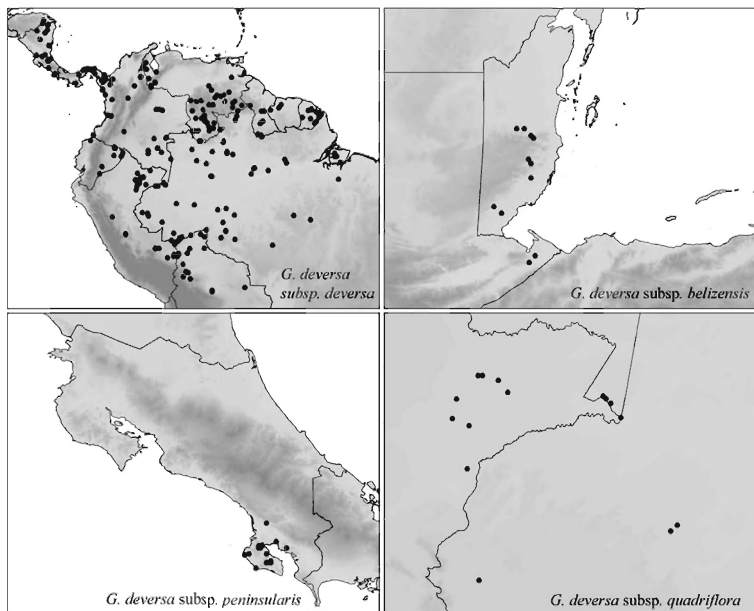 G. deversa
subsp. deversa
G. deversa subsp. belizensis
G. deversa subsp. peninsularis
G. deversa subsp. quadriflora